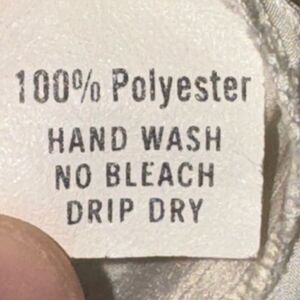 100% Polyester
HAND WASH
NO BLEACH
DRIP DRY